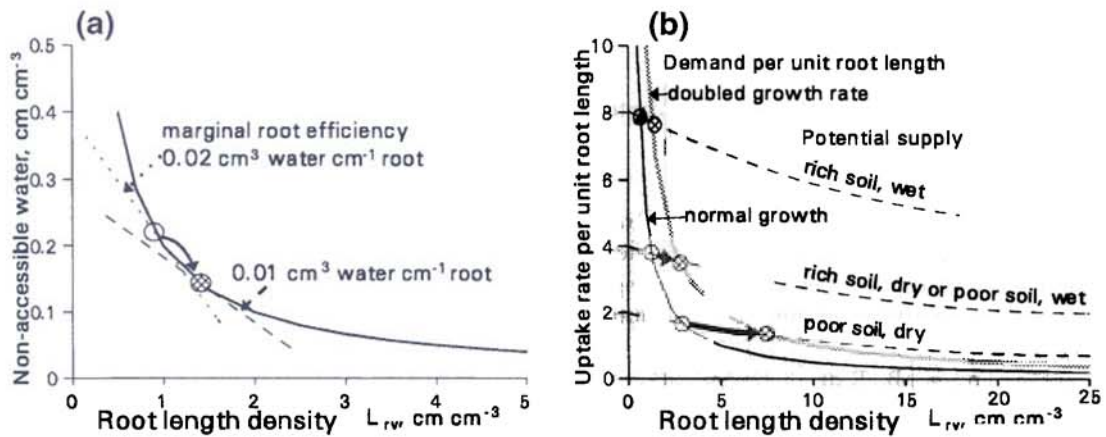 (a)
0.5
0.4
0.3
0.2
0.1
0
Non-accessible water, cm cm-3
marginal root efficiency
0.02 cm3 water cm-1 root
0.01 cm3 water cm-1 root
0 1 2 3 4 5
Root length density Lrv, cm cm-3
(b)
10
8
6
4
2
0
Uptake rate per unit root length
Demand per unit root length
doubled growth rate
Potential supply
rich soil, wet
normal growth
rich soil, dry or poor soil, wet
poor soil, dry
0 5 10 15 20 25
Root length density Lrv, cm cm-3